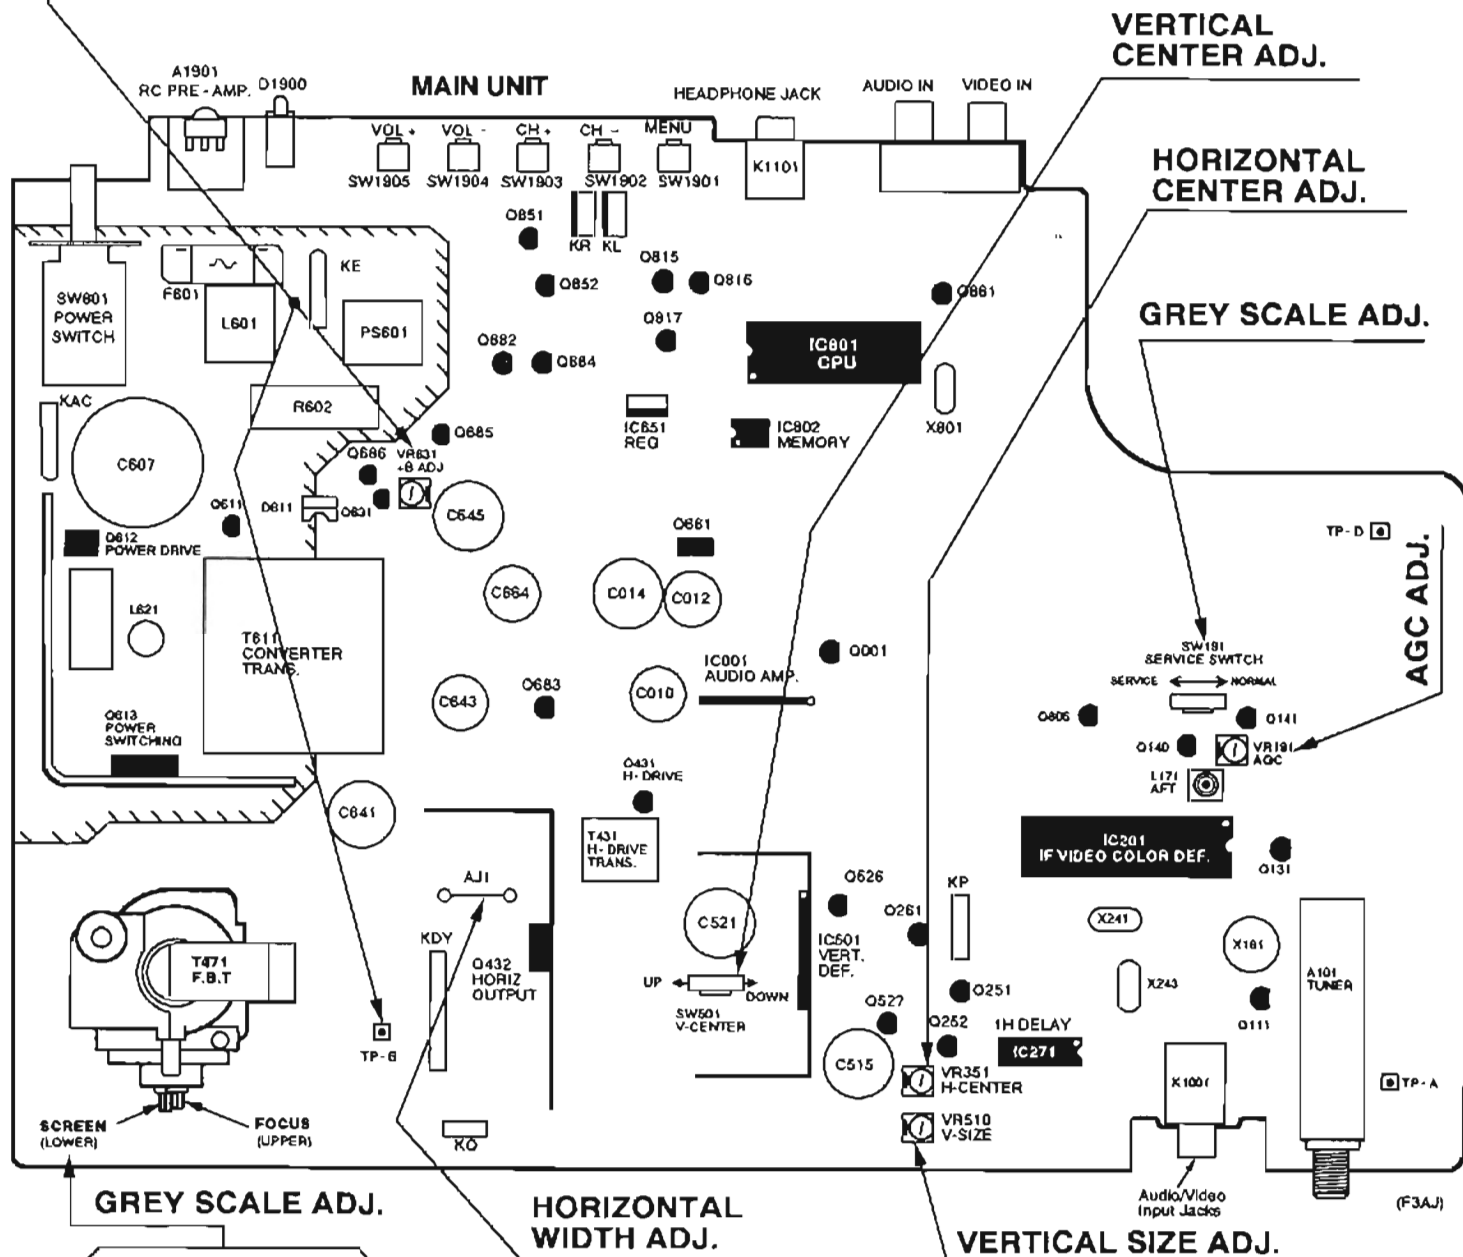 VERTICAL
CENTER ADJ.
MAIN UNIT
A1901
RC PRE-AMP.
D1900
VOL +
VOL -
CH +
CH -
MENU
SW1905
SW1904
SW1903
SW1902
SW1901
HEADPHONE JACK
K1101
AUDIO IN
VIDEO IN
HORIZONTAL
CENTER ADJ.
GREY SCALE ADJ.
SW601
POWER
SWITCH
F601
L601
KE
PS601
R602
KAC
C607
Q851
KR
KL
Q852
Q815
Q816
Q817
Q861
Q682
Q684
IC801
CPU
X801
IC651
REG
IC802
MEMORY
Q685
Q686
VR631
+B ADJ
Q611
D611
Q631
C645
Q612
POWER DRIVE
Q661
L621
T611
CONVERTER
TRANS.
C664
C014
C012
Q001
IC001
AUDIO AMP.
C643
Q683
C010
Q613
POWER
SWITCHING
TP-D
AGC ADJ.
SW191
SERVICE SWITCH
SERVICE
NORMAL
Q806
Q141
Q140
VR191
AGC
L171
AFT
C641
Q431
H-DRIVE
T431
H-DRIVE
TRANS.
IC201
IF VIDEO COLOR DEF.
Q131
AJ1
T471
F.B.T
KDY
Q432
HORIZ
OUTPUT
C521
UP
DOWN
SW501
V-CENTER
Q526
IC501
VERT.
DEF.
Q261
KP
Q251
Q527
Q252
C515
1H DELAY
IC271
X241
X243
X181
Q111
A101
TUNER
TP-6
VR351
H-CENTER
VR510
V-SIZE
X1001
TP-A
SCREEN
(LOWER)
FOCUS
(UPPER)
KQ
Audio/Video
Input Jacks
(F3AJ)
GREY SCALE ADJ.
HORIZONTAL
WIDTH ADJ.
VERTICAL SIZE ADJ.